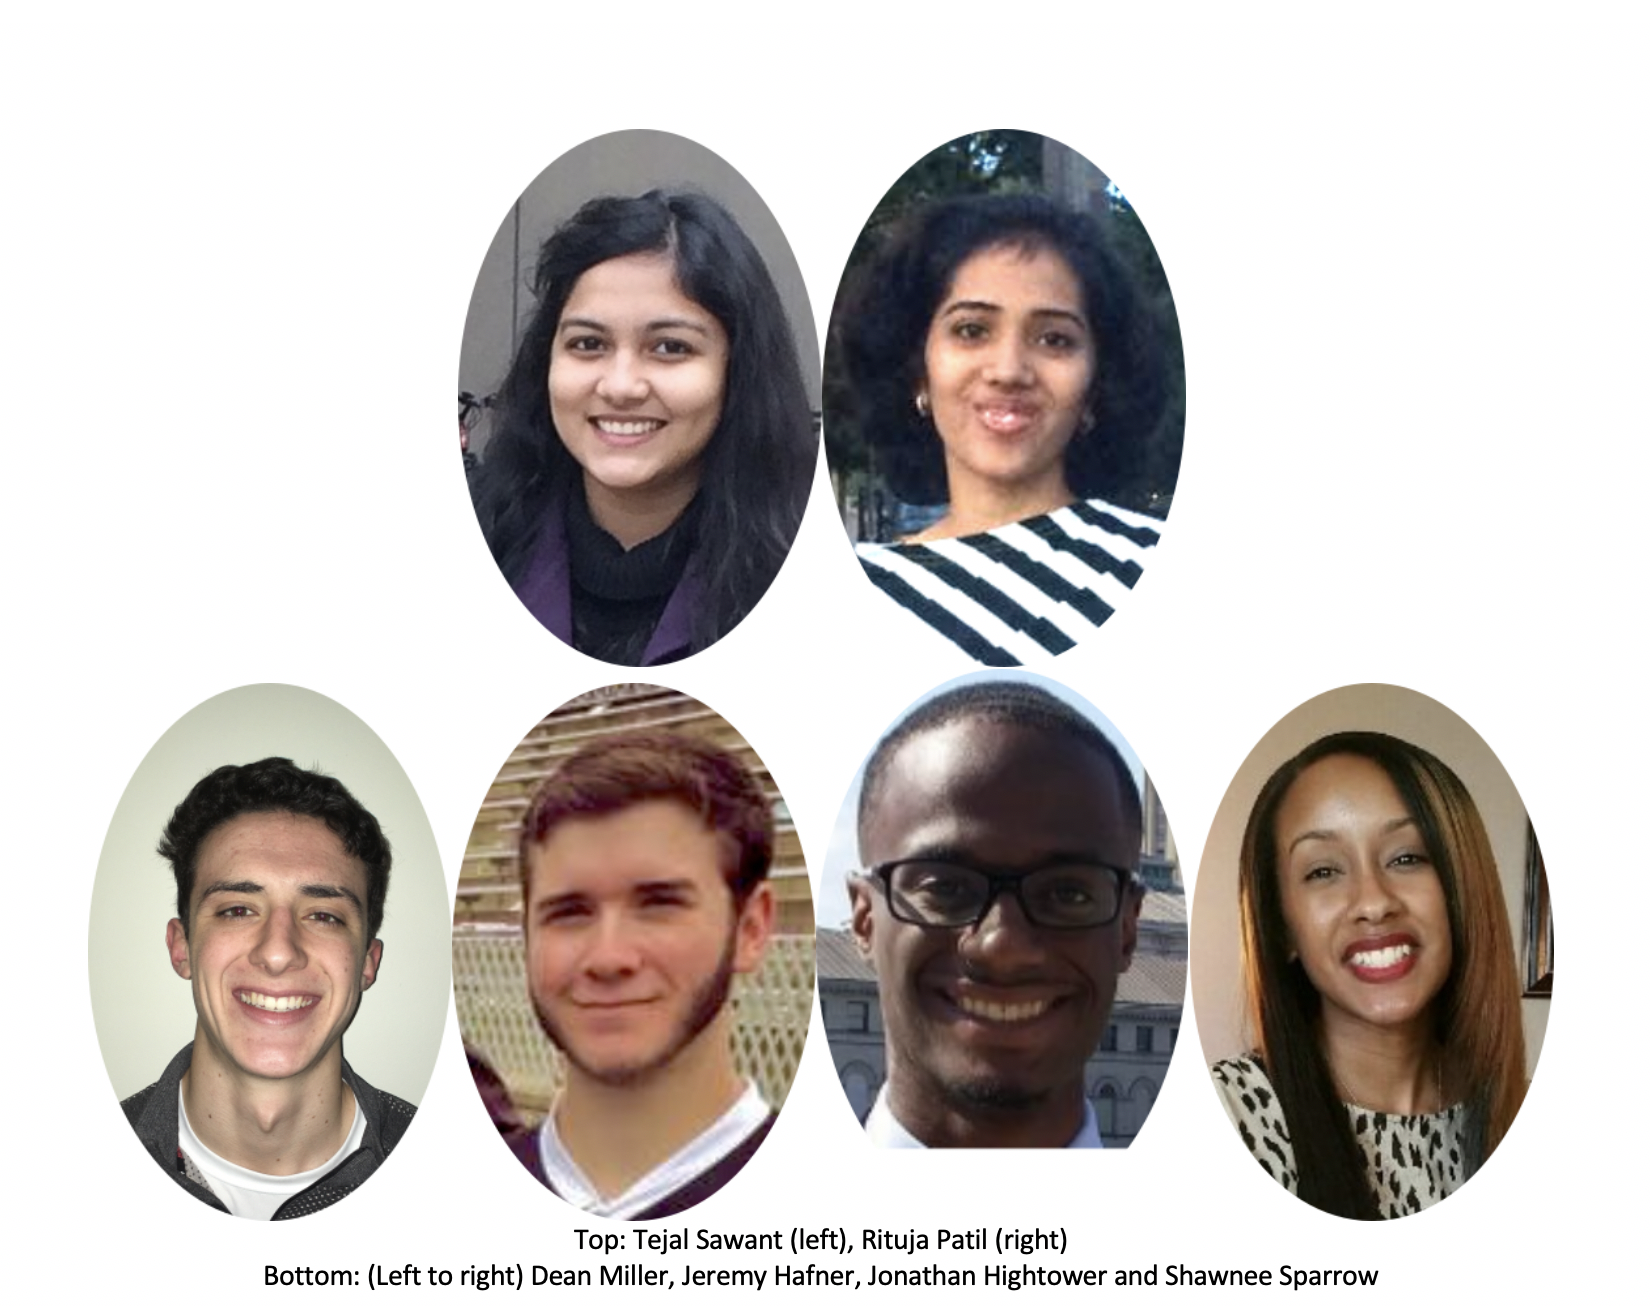 Top: Tejal Sawant (left), Rituja Patil (right)
Bottom: (Left to right) Dean Miller, Jeremy Hafner, Jonathan Hightower and Shawnee Sparrow